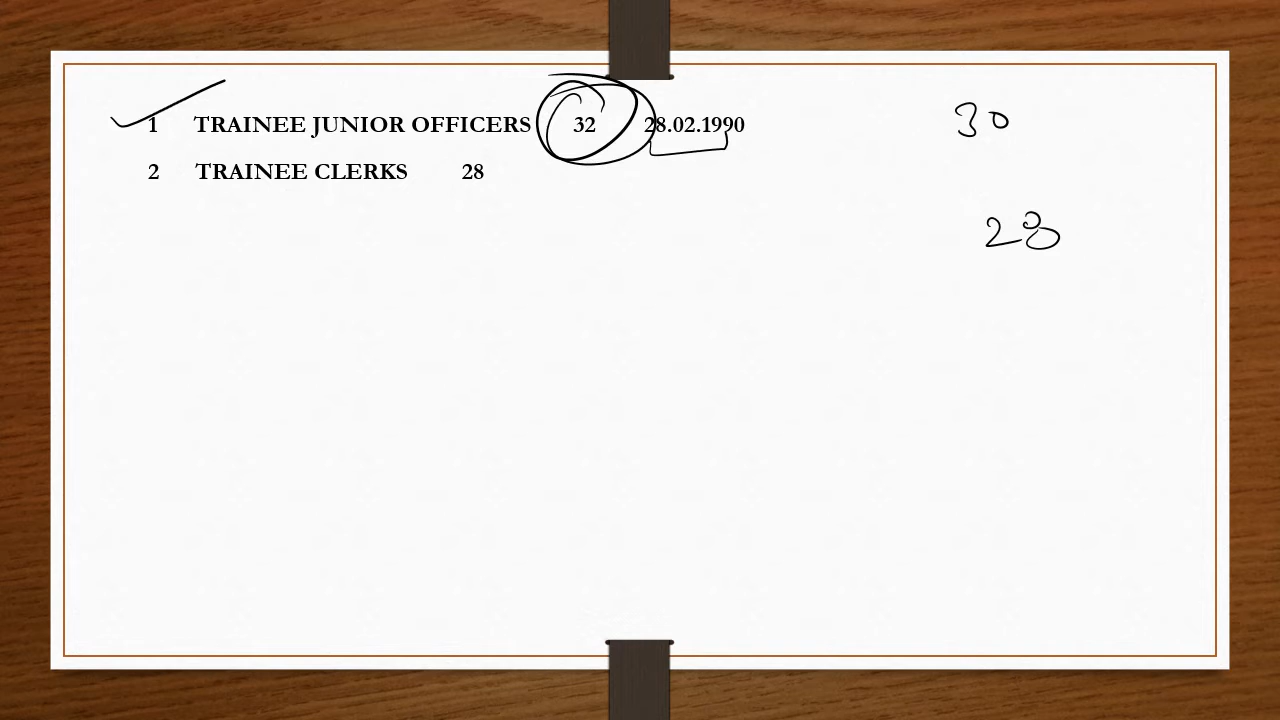 1 TRAINEE JUNIOR OFFICERS 32 28.02.1990
30
2 TRAINEE CLERKS 28
28